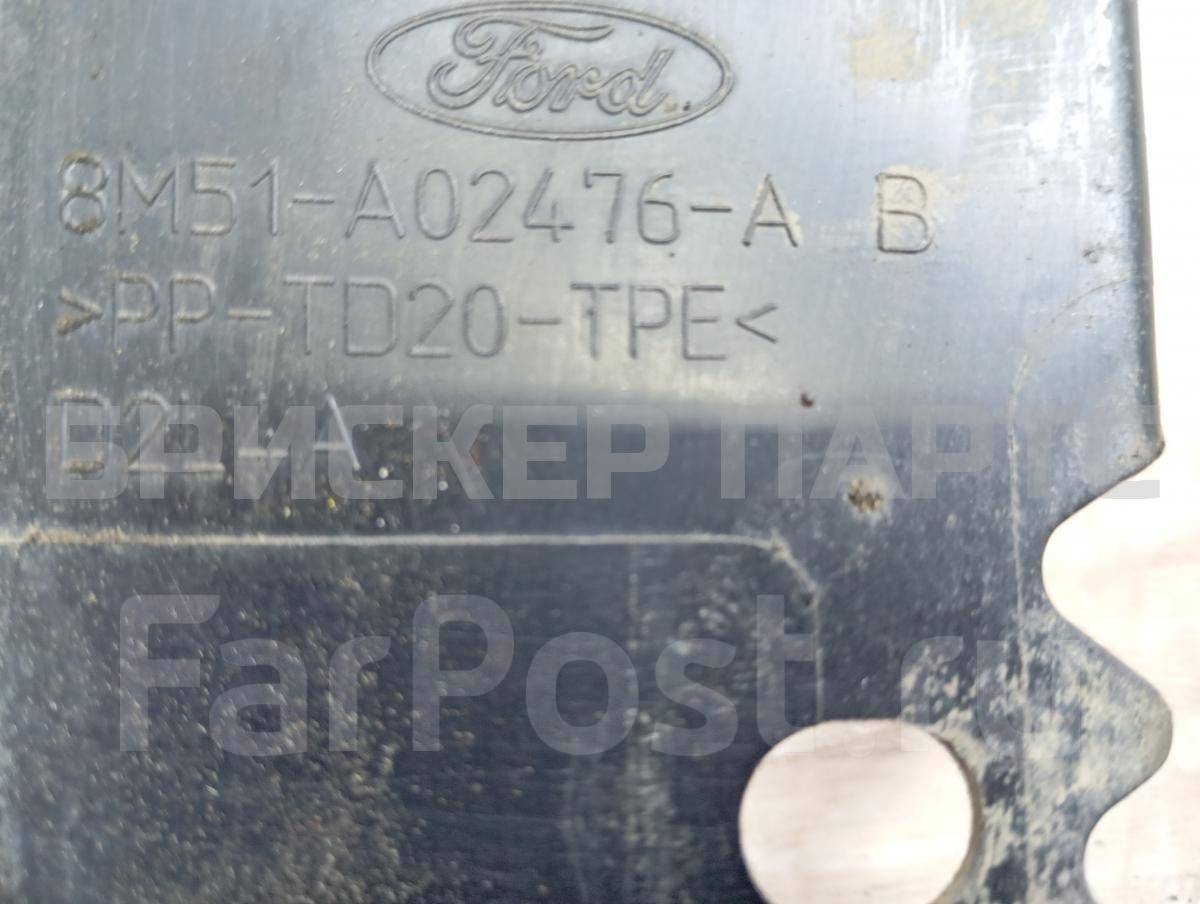 Ford
8M51-A02476-A B
>PP-TD20-TPE<
БРИСКЕР ПАРТС
FarPost.ru